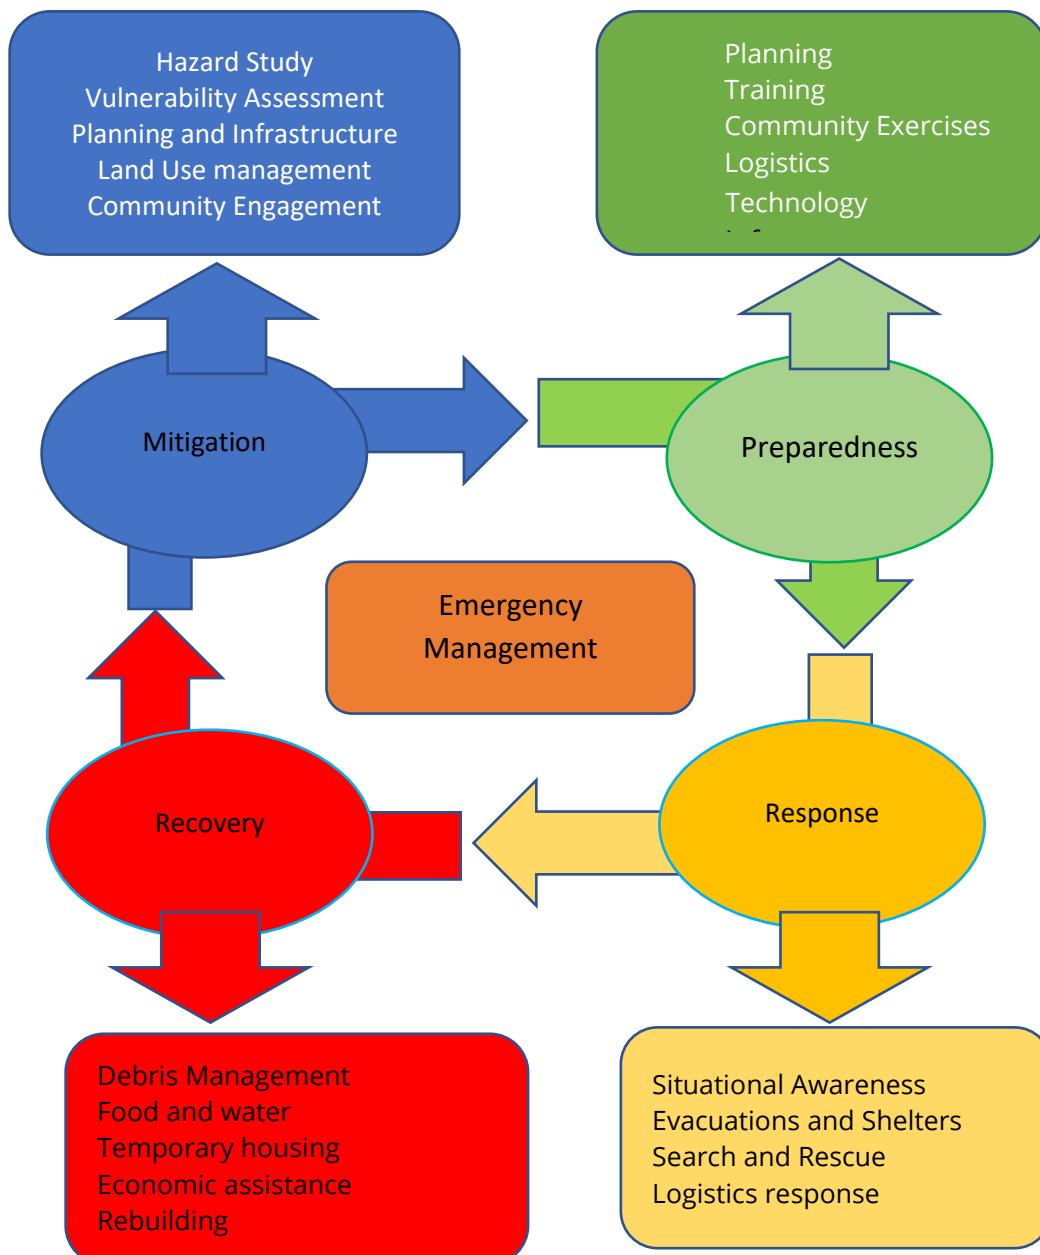 Hazard Study
Vulnerability Assessment
Planning and Infrastructure
Land Use management
Community Engagement
Planning
Training
Community Exercises
Logistics
Technology
Mitigation
Preparedness
Emergency
Management
Recovery
Response
Debris Management
Food and water
Temporary housing
Economic assistance
Rebuilding
Situational Awareness
Evacuations and Shelters
Search and Rescue
Logistics response